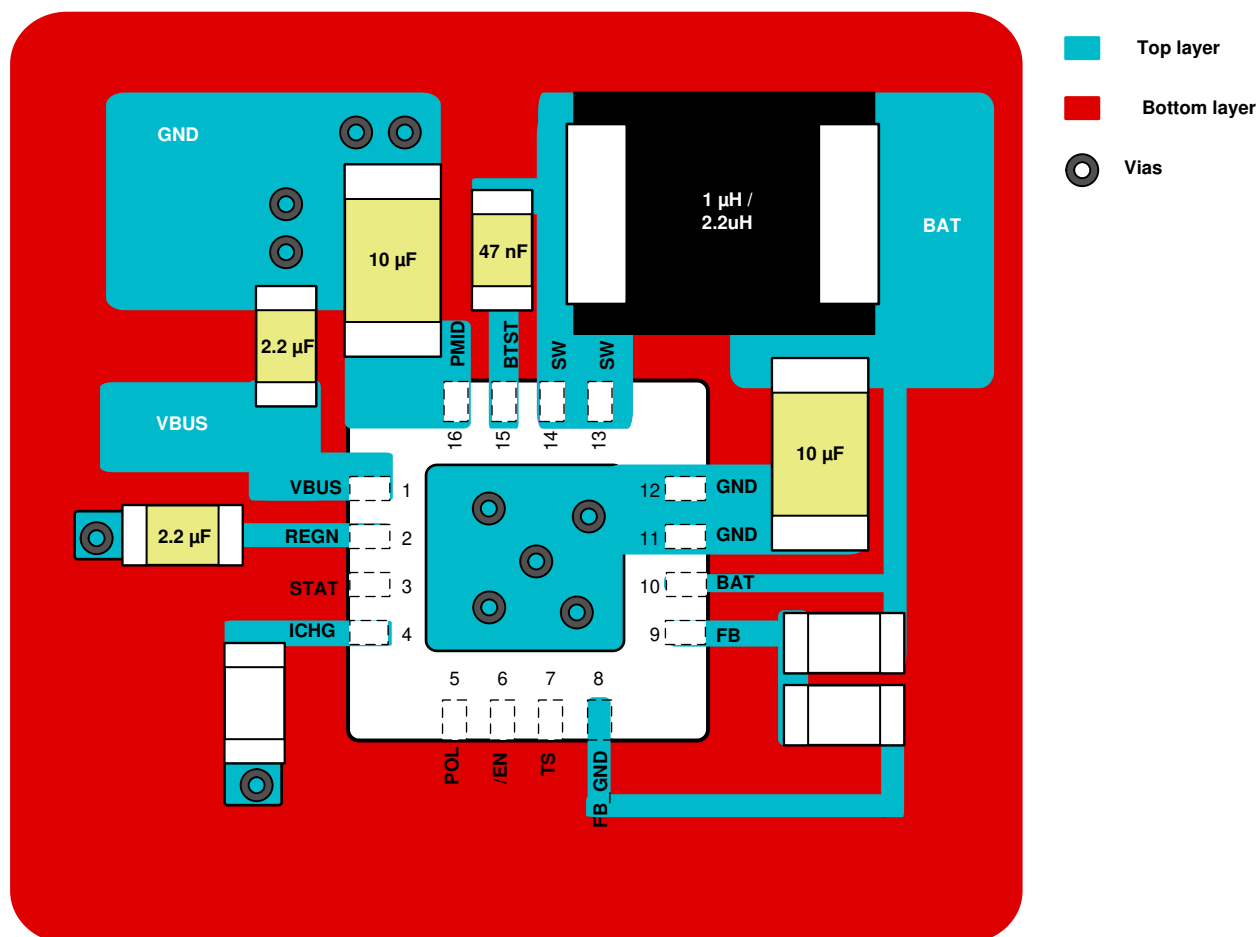 Top layer
Bottom layer
Vias
GND
1 µH /
2.2uH
BAT
10 µF
47 nF
2.2 µF
PMID
BTST
SW
SW
VBUS
16
15
14
13
10 µF
VBUS
1
12
GND
2.2 µF
REGN
2
11
GND
STAT
3
10
BAT
ICHG
4
9
FB
5
6
7
8
POL
/EN
TS
FB GND